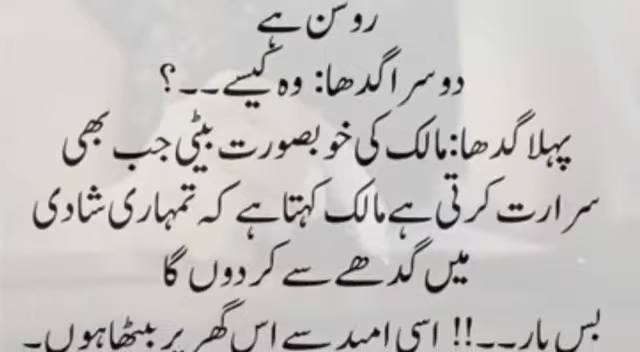 روشن ہے
دوسرا گدھا: وہ کیسے۔۔؟
پہلا گدھا: مالک کی خوبصورت بیٹی جب بھی
سرارت کرتی ہے مالک کہتا ہے کہ تمہاری شادی
میں گدھے سے کر دوں گا
بس یار۔۔!! اسی امید سے اس گھر پر بیٹھا ہوں۔